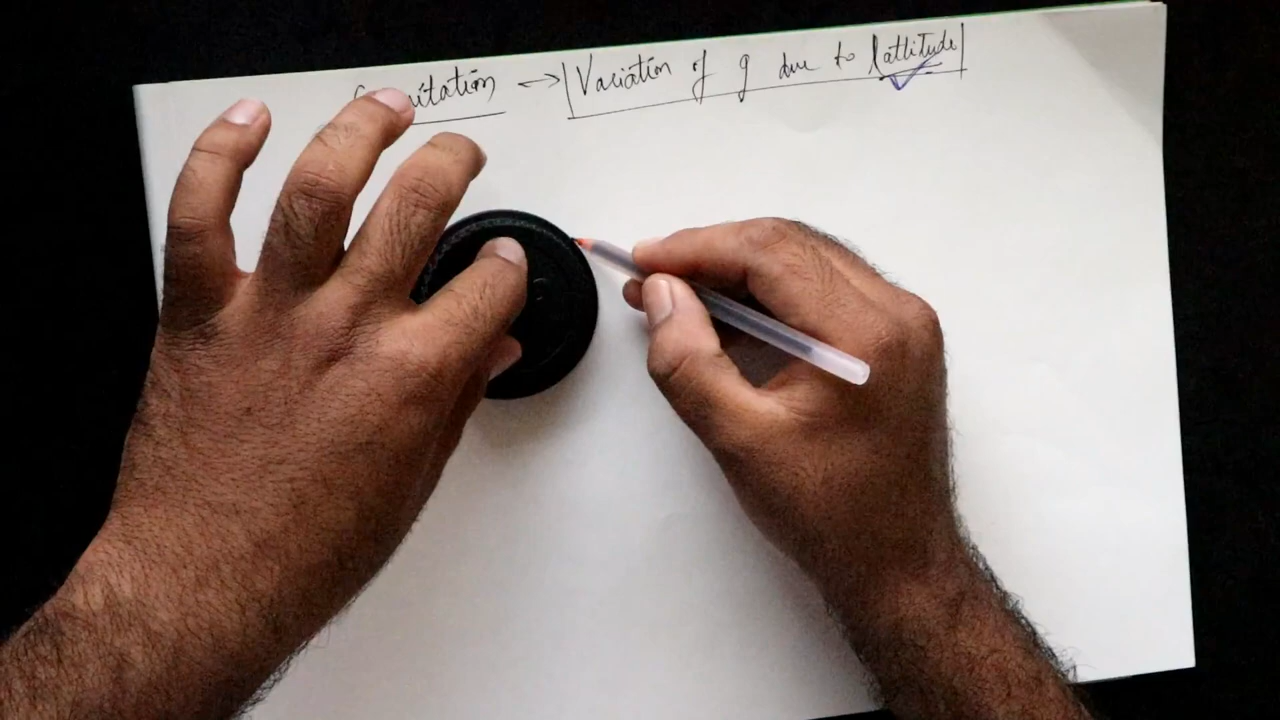 → Variation of g due to lattitude